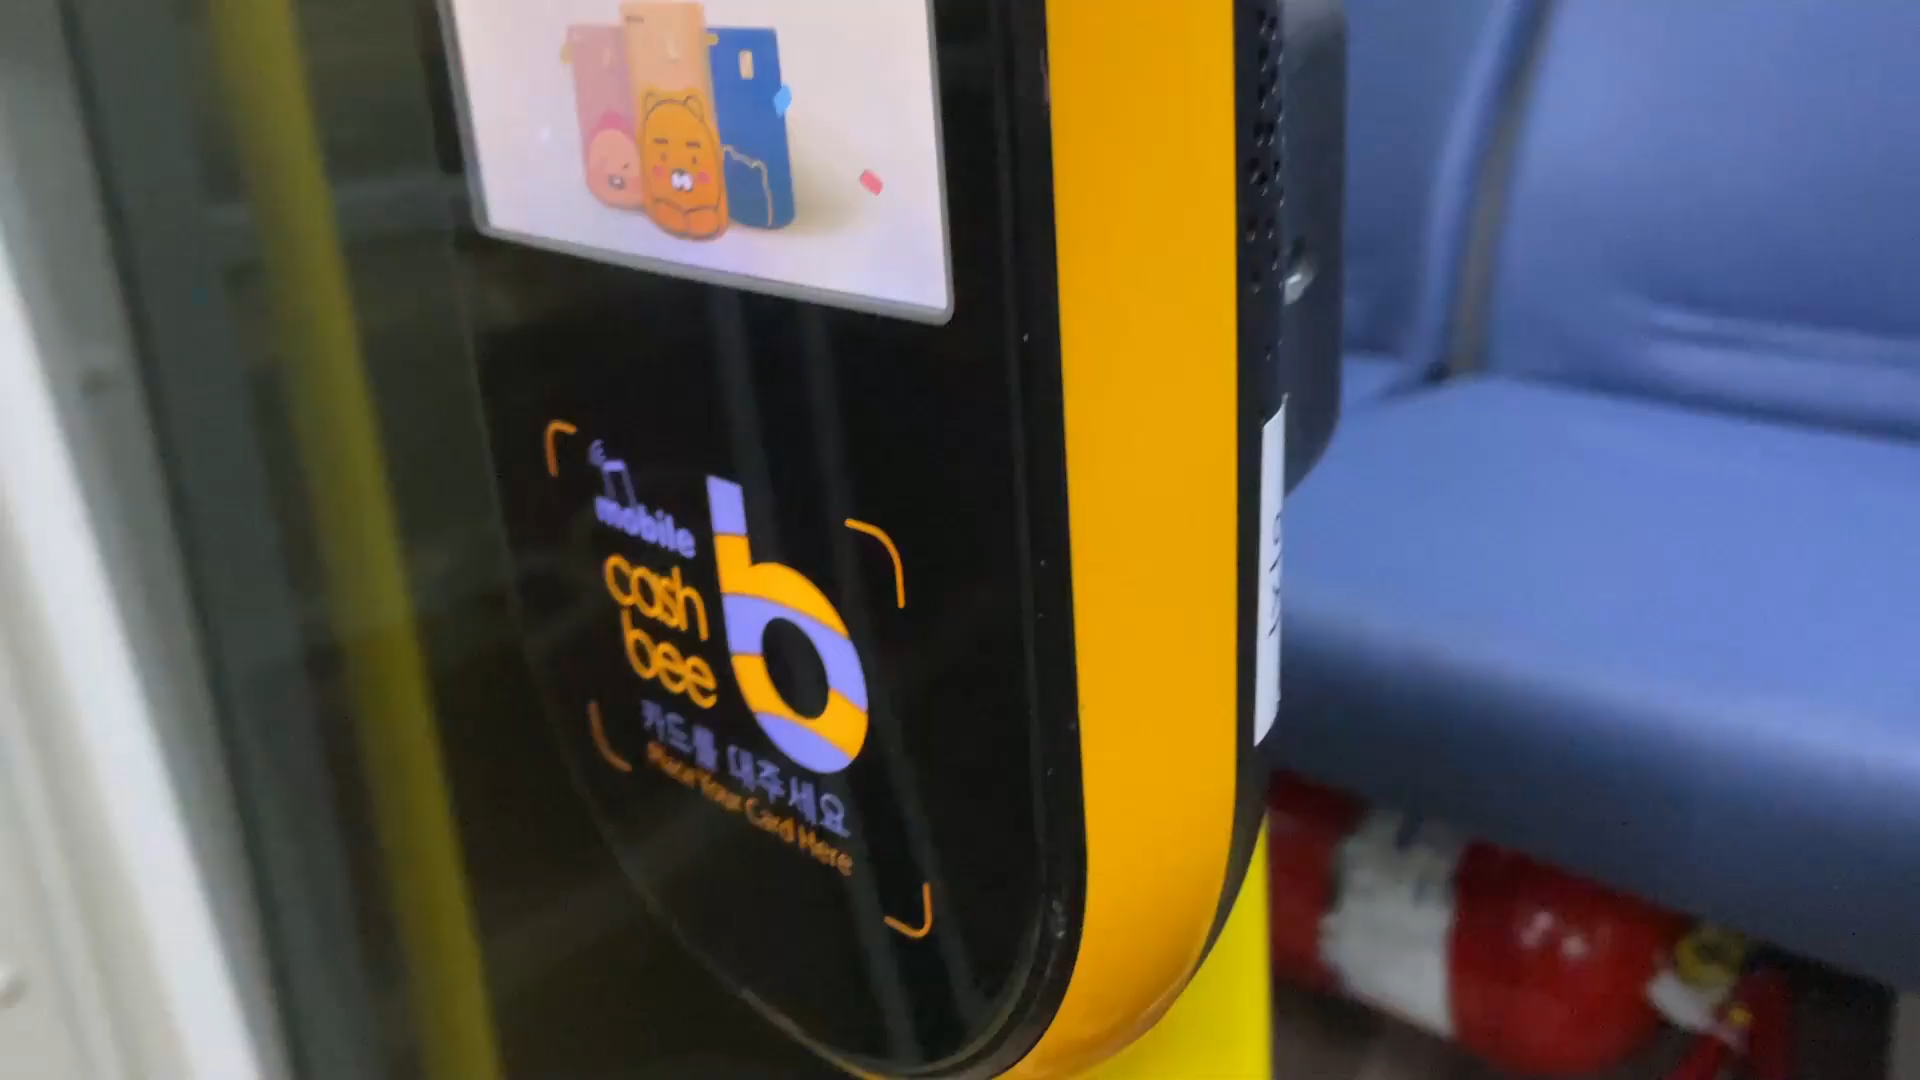 mobile
cash
bee
b
카드를 대주세요
Place Your Card Here